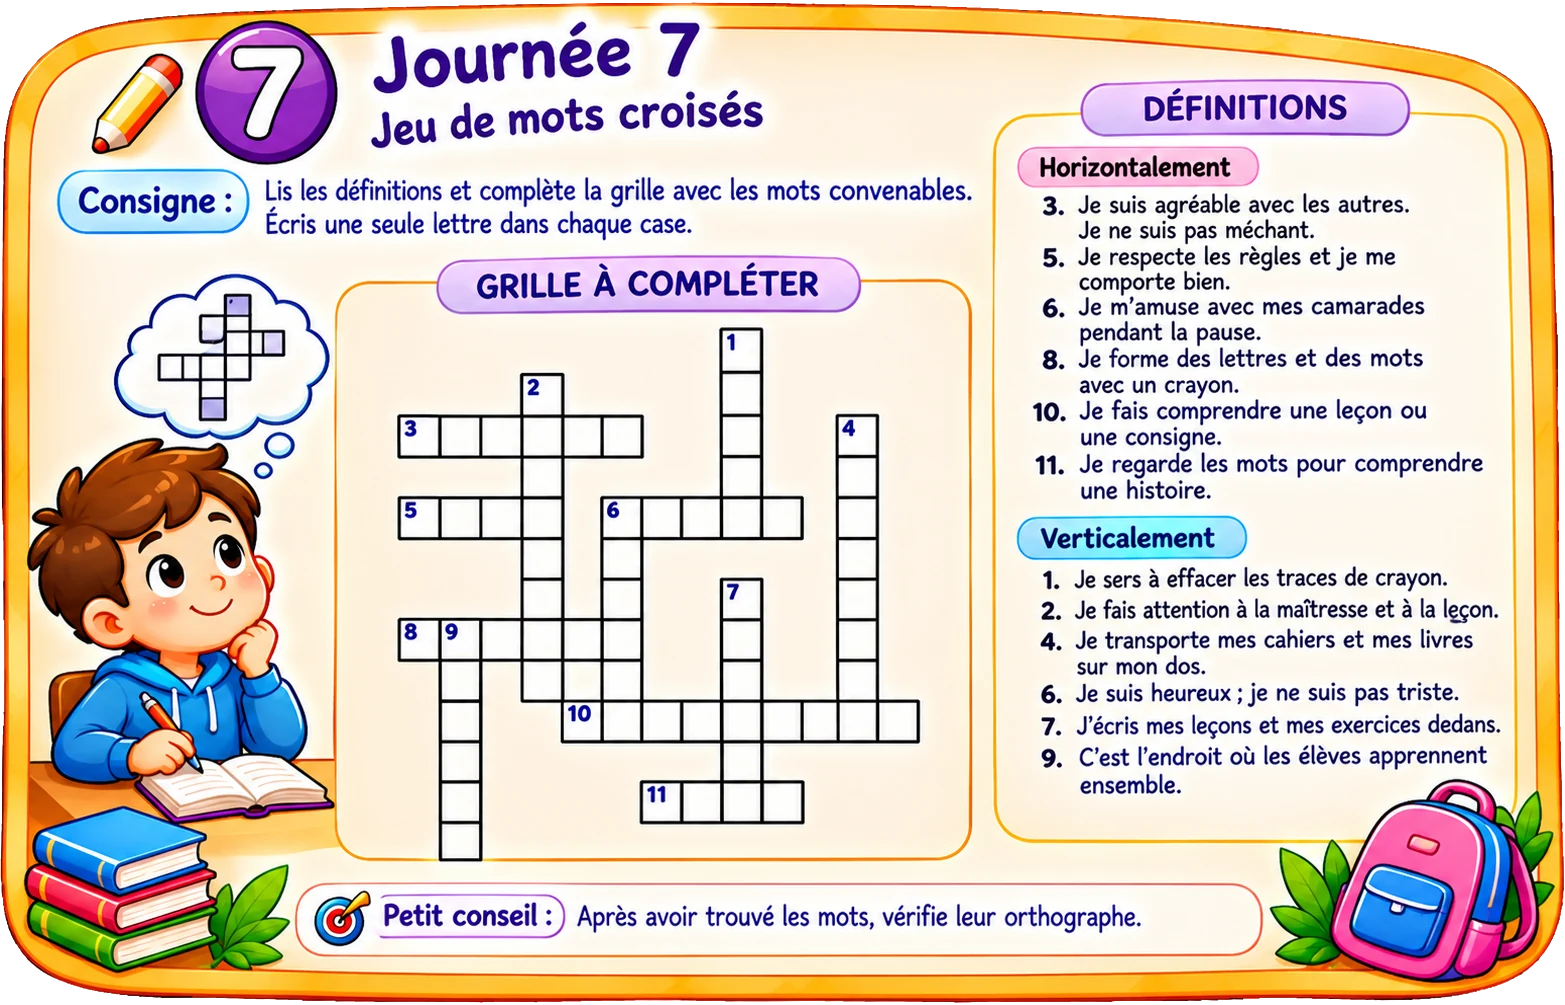 7
Journée 7
Jeu de mots croisés
Consigne :
Lis les définitions et complète la grille avec les mots convenables.
Écris une seule lettre dans chaque case.
GRILLE À COMPLÉTER
1
2
3
4
5
6
7
8 9
10
11
DÉFINITIONS
Horizontalement
3. Je suis agréable avec les autres.
Je ne suis pas méchant.
5. Je respecte les règles et je me
comporte bien.
6. Je m'amuse avec mes camarades
pendant la pause.
8. Je forme des lettres et des mots
avec un crayon.
10. Je fais comprendre une leçon ou
une consigne.
11. Je regarde les mots pour comprendre
une histoire.
Verticalement
1. Je sers à effacer les traces de crayon.
2. Je fais attention à la maîtresse et à la leçon.
4. Je transporte mes cahiers et mes livres
sur mon dos.
6. Je suis heureux ; je ne suis pas triste.
7. J'écris mes leçons et mes exercices dedans.
9. C'est l'endroit où les élèves apprennent
ensemble.
Petit conseil : Après avoir trouvé les mots, vérifie leur orthographe.